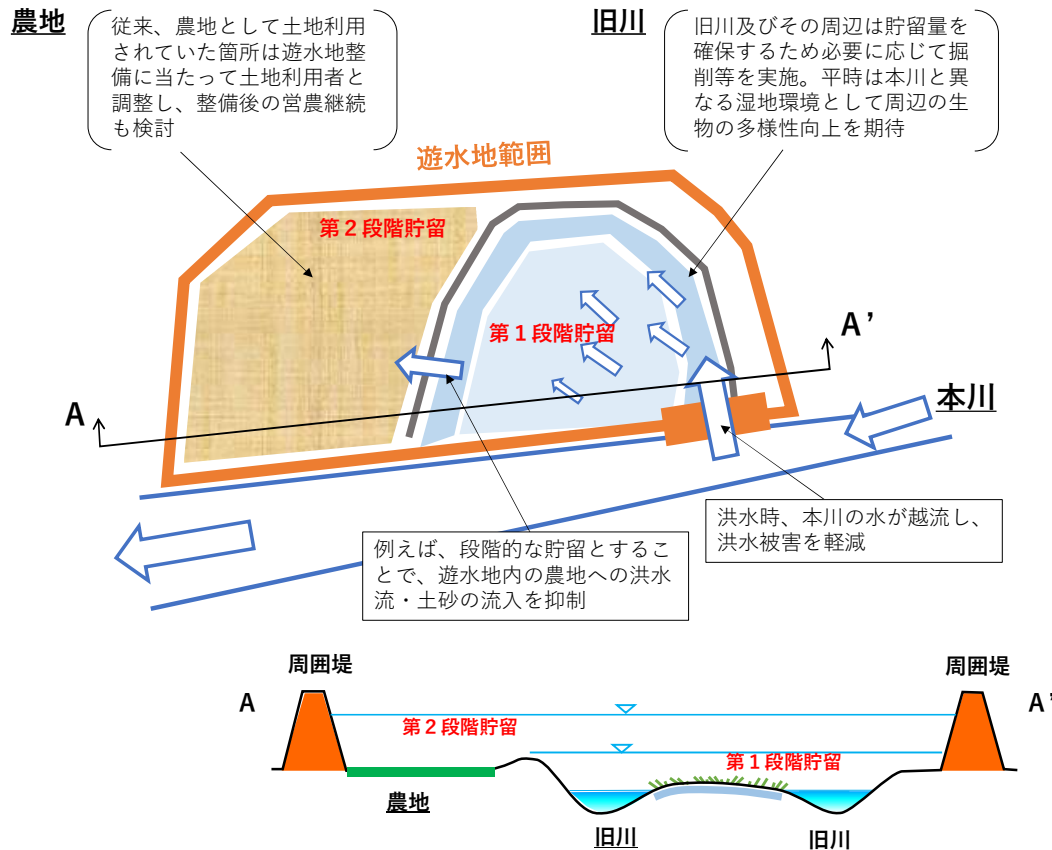 農地
従来、農地として土地利用
されていた箇所は遊水地整
備に当たって土地利用者と
調整し、整備後の営農継続
も検討
旧川
旧川及びその周辺は貯留量を
確保するため必要に応じて掘
削等を実施。平時は本川と異
なる湿地環境として周辺の生
物の多様性向上を期待
遊水地範囲
第２段階貯留
第１段階貯留
A
A’
本川
洪水時、本川の水が越流し、
洪水被害を軽減
例えば、段階的な貯留とすること
で、遊水地内の農地への洪水
流・土砂の流入を抑制
周囲堤
周囲堤
A
A’
第２段階貯留
第１段階貯留
農地
旧川
旧川